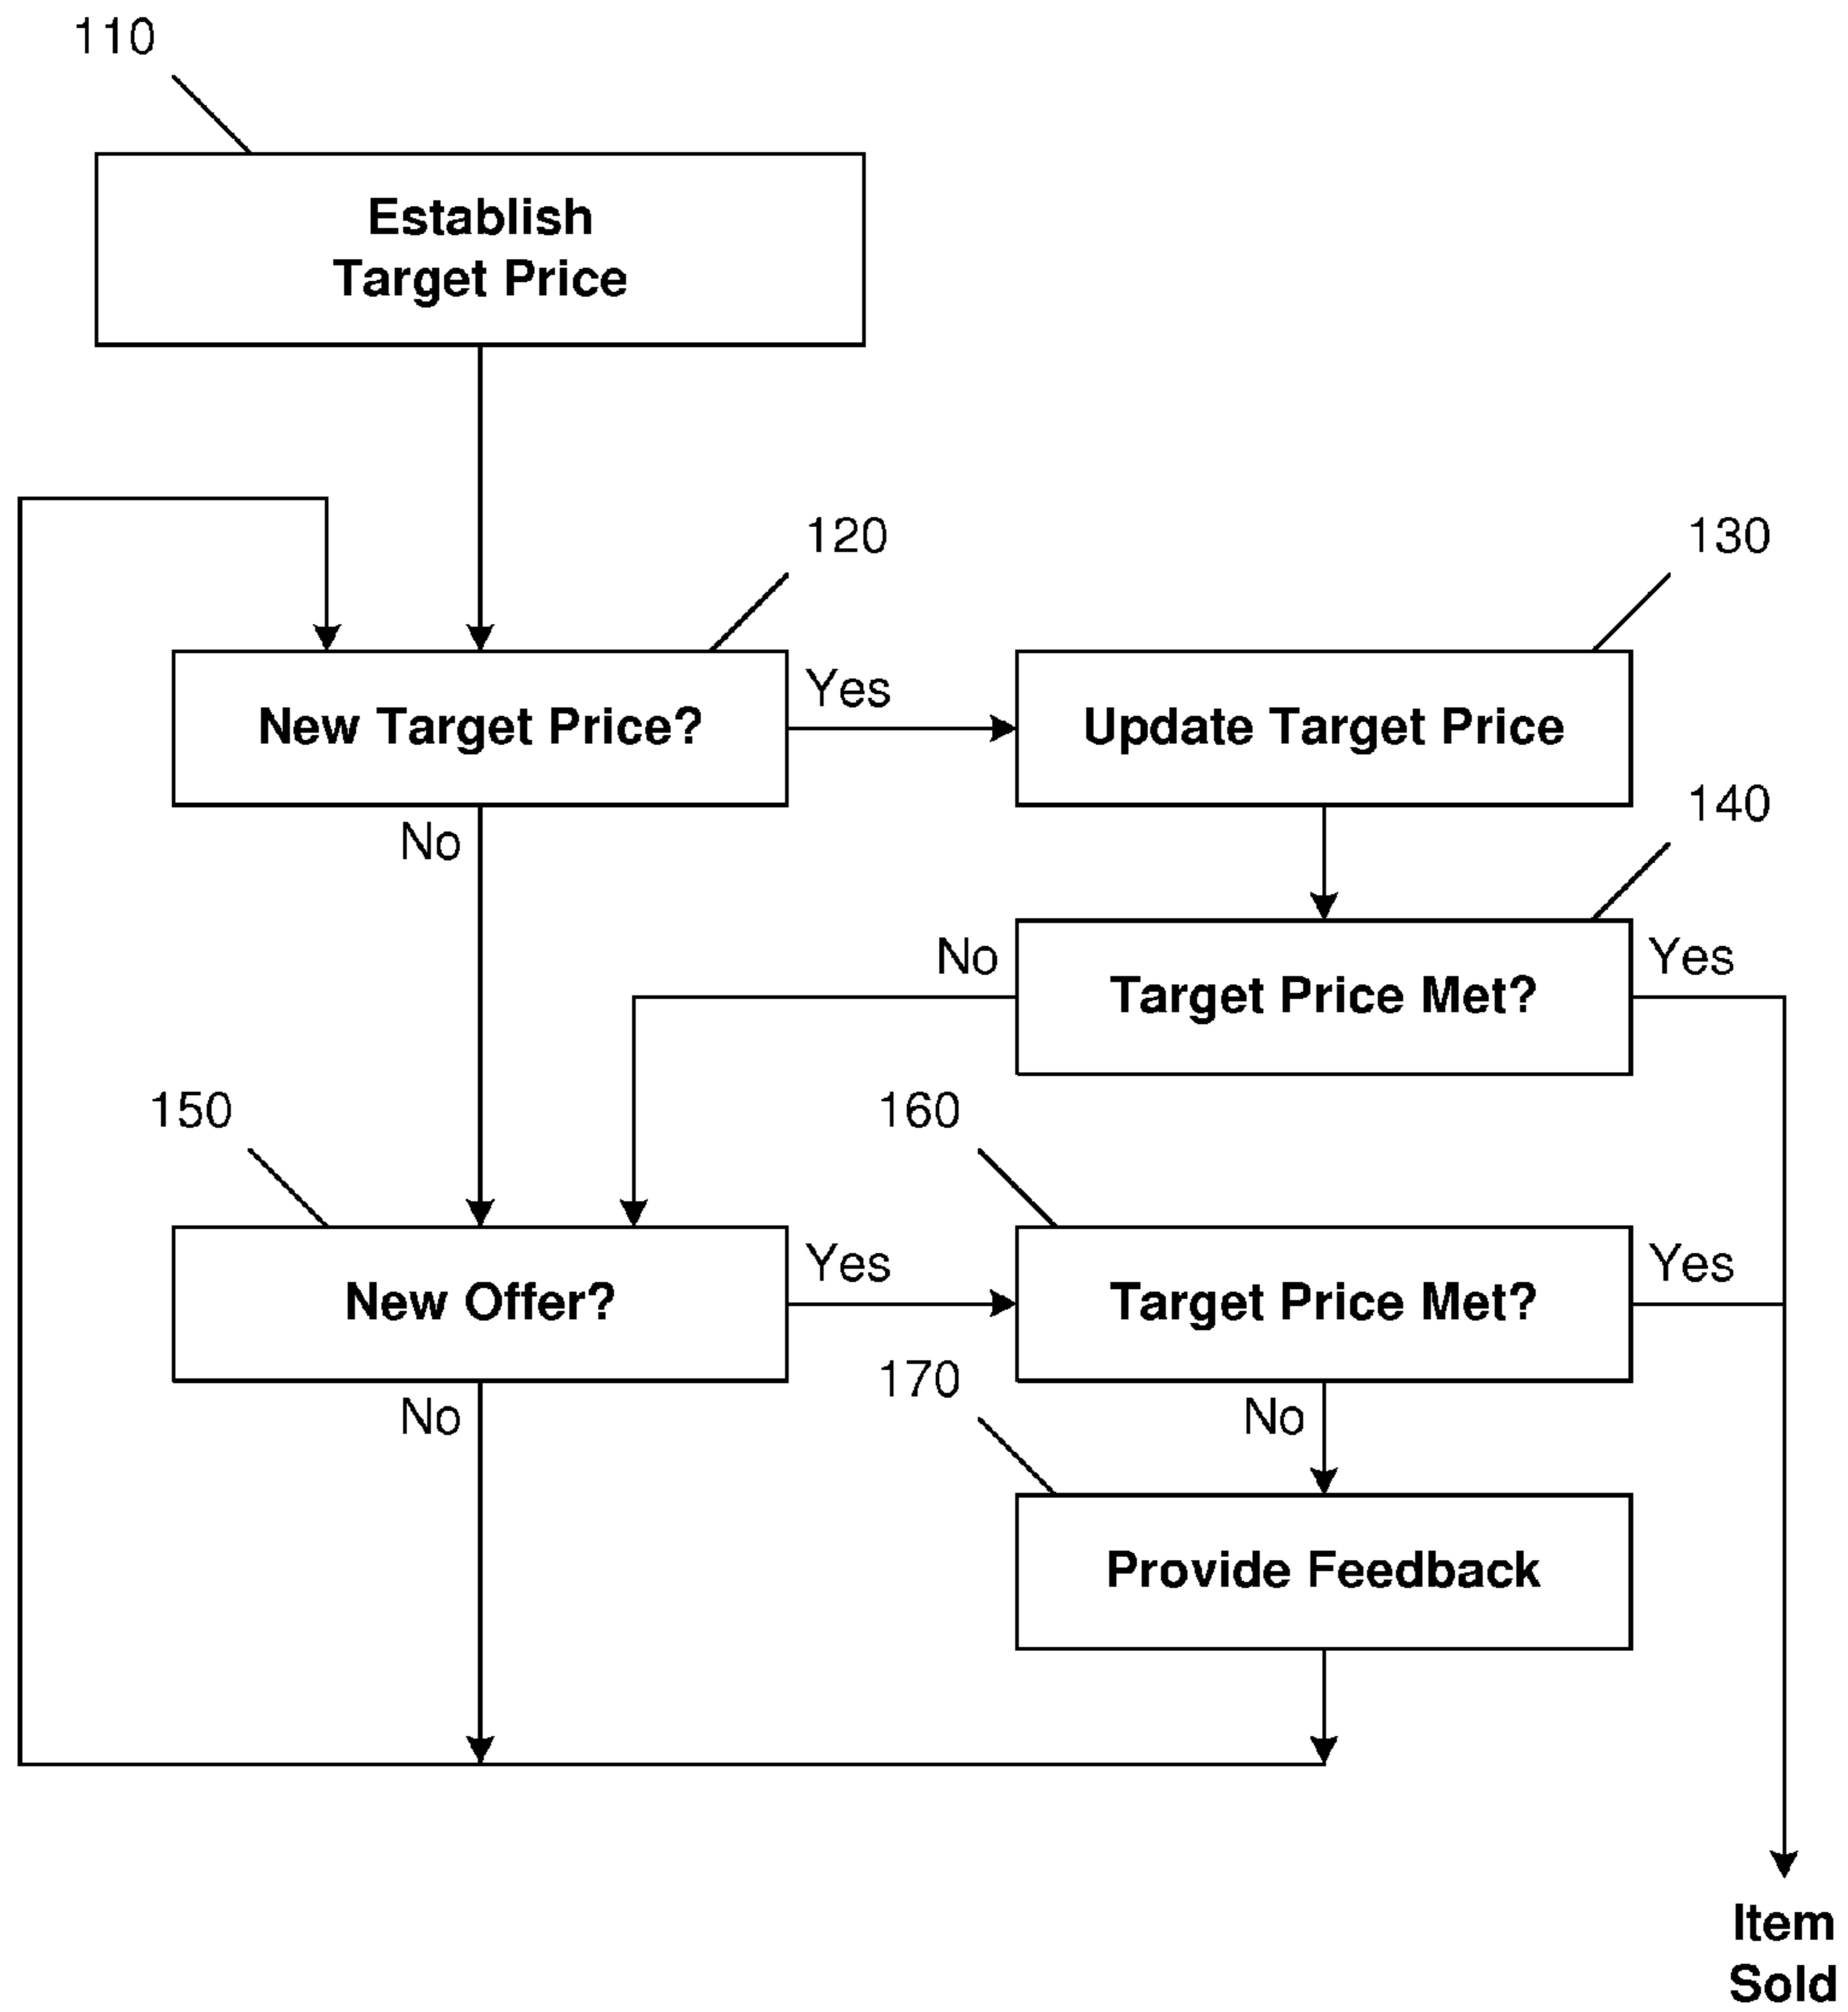 110
Establish
Target Price
120
130
New Target Price?
Yes
Update Target Price
No
140
No
Target Price Met?
Yes
150
160
New Offer?
Yes
Target Price Met?
Yes
No
170
No
Provide Feedback
Item
Sold